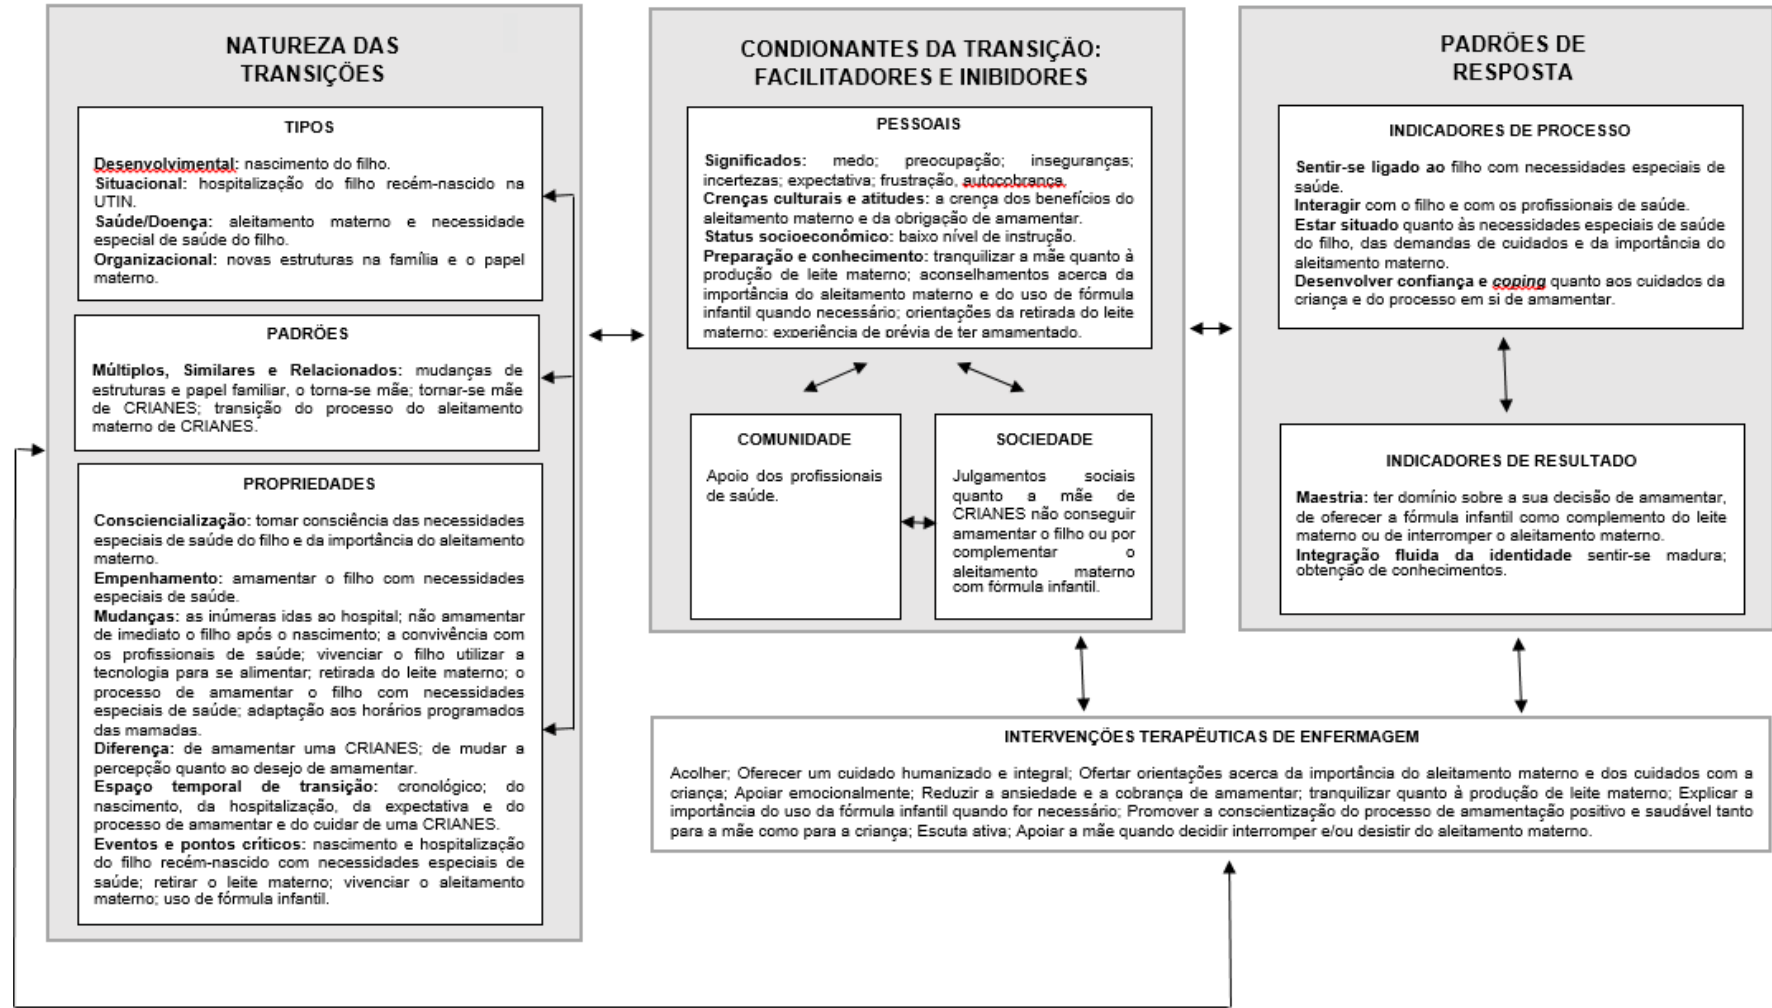 NATUREZA DAS
TRANSIÇÕES
TIPOS
Desenvolvimental: nascimento do filho.
Situacional: hospitalização do filho recém-nascido na
UTIN.
Saúde/Doença: aleitamento materno e necessidade
especial de saúde do filho.
Organizacional: novas estruturas na família e o papel
materno.
PADRÕES
Múltiplos, Similares e Relacionados: mudanças de
estruturas e papel familiar, o torna-se mãe; tornar-se mãe
de CRIANES; transição do processo do aleitamento
materno de CRIANES.
PROPRIEDADES
Consciencialização: tomar consciência das necessidades
especiais de saúde do filho e da importância do aleitamento
materno.
Empenhamento: amamentar o filho com necessidades
especiais de saúde.
Mudanças: as inúmeras idas ao hospital; não amamentar
de imediato o filho após o nascimento; a convivência com
os profissionais de saúde; vivenciar o filho utilizar a
tecnologia para se alimentar; retirada do leite materno; o
processo de amamentar o filho com necessidades
especiais de saúde; adaptação aos horários programados
das mamadas.
Diferença: de amamentar uma CRIANES; de mudar a
percepção quanto ao desejo de amamentar.
Espaço temporal de transição: cronológico; do
nascimento, da hospitalização, da expectativa e do
processo de amamentar e do cuidar de uma CRIANES.
Eventos e pontos críticos: nascimento e hospitalização
do filho recém-nascido com necessidades especiais de
saúde; retirar o leite materno; vivenciar o aleitamento
materno; uso de fórmula infantil.
CONDIONANTES DA TRANSIÇÃO:
FACILITADORES E INIBIDORES
PESSOAIS
Significados: medo; preocupação; inseguranças;
incertezas; expectativa; frustração, autocobrança.
Crenças culturais e atitudes: a crença dos benefícios do
aleitamento materno e da obrigação de amamentar.
Status socioeconômico: baixo nível de instrução.
Preparação e conhecimento: tranquilizar a mãe quanto à
produção de leite materno; aconselhamentos acerca da
importância do aleitamento materno e do uso de fórmula
infantil quando necessário; orientações da retirada do leite
materno; experiência de prévia de ter amamentado.
COMUNIDADE
Apoio dos profissionais
de saúde.
SOCIEDADE
Julgamentos sociais
quanto a mãe de
CRIANES não conseguir
amamentar o filho ou por
complementar o
aleitamento materno
com fórmula infantil.
PADRÕES DE
RESPOSTA
INDICADORES DE PROCESSO
Sentir-se ligado ao filho com necessidades especiais de
saúde.
Interagir com o filho e com os profissionais de saúde.
Estar situado quanto às necessidades especiais de saúde
do filho, das demandas de cuidados e da importância do
aleitamento materno.
Desenvolver confiança e coping quanto aos cuidados da
criança e do processo em si de amamentar.
INDICADORES DE RESULTADO
Maestria: ter domínio sobre a sua decisão de amamentar,
de oferecer a fórmula infantil como complemento do leite
materno ou de interromper o aleitamento materno.
Integração fluida da identidade sentir-se madura;
obtenção de conhecimentos.
INTERVENÇÕES TERAPÊUTICAS DE ENFERMAGEM
Acolher; Oferecer um cuidado humanizado e integral; Ofertar orientações acerca da importância do aleitamento materno e dos cuidados com a
criança; Apoiar emocionalmente; Reduzir a ansiedade e a cobrança de amamentar; tranquilizar quanto à produção de leite materno; Explicar a
importância do uso da fórmula infantil quando for necessário; Promover a conscientização do processo de amamentação positivo e saudável tanto
para a mãe como para a criança; Escuta ativa; Apoiar a mãe quando decidir interromper e/ou desistir do aleitamento materno.